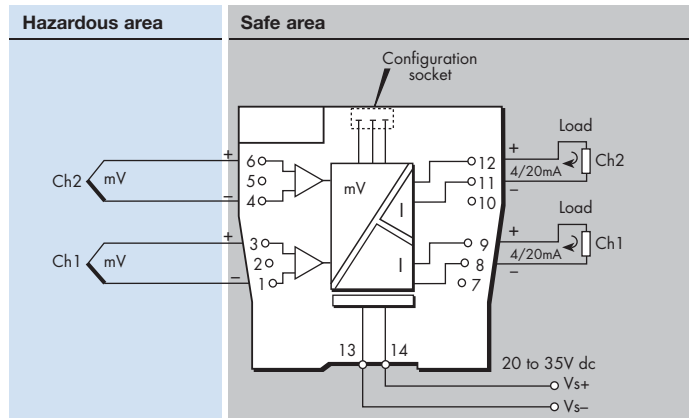 Hazardous area
Safe area
Configuration
socket
Load
+
6
12
+
Ch2
mV
5
mV
11
4/20mA
Ch2
–
4
I
10
–
Load
+
3
9
+
Ch1
mV
2
I
8
4/20mA
Ch1
–
1
7
–
13
14
20 to 35V dc
Vs+
Vs–